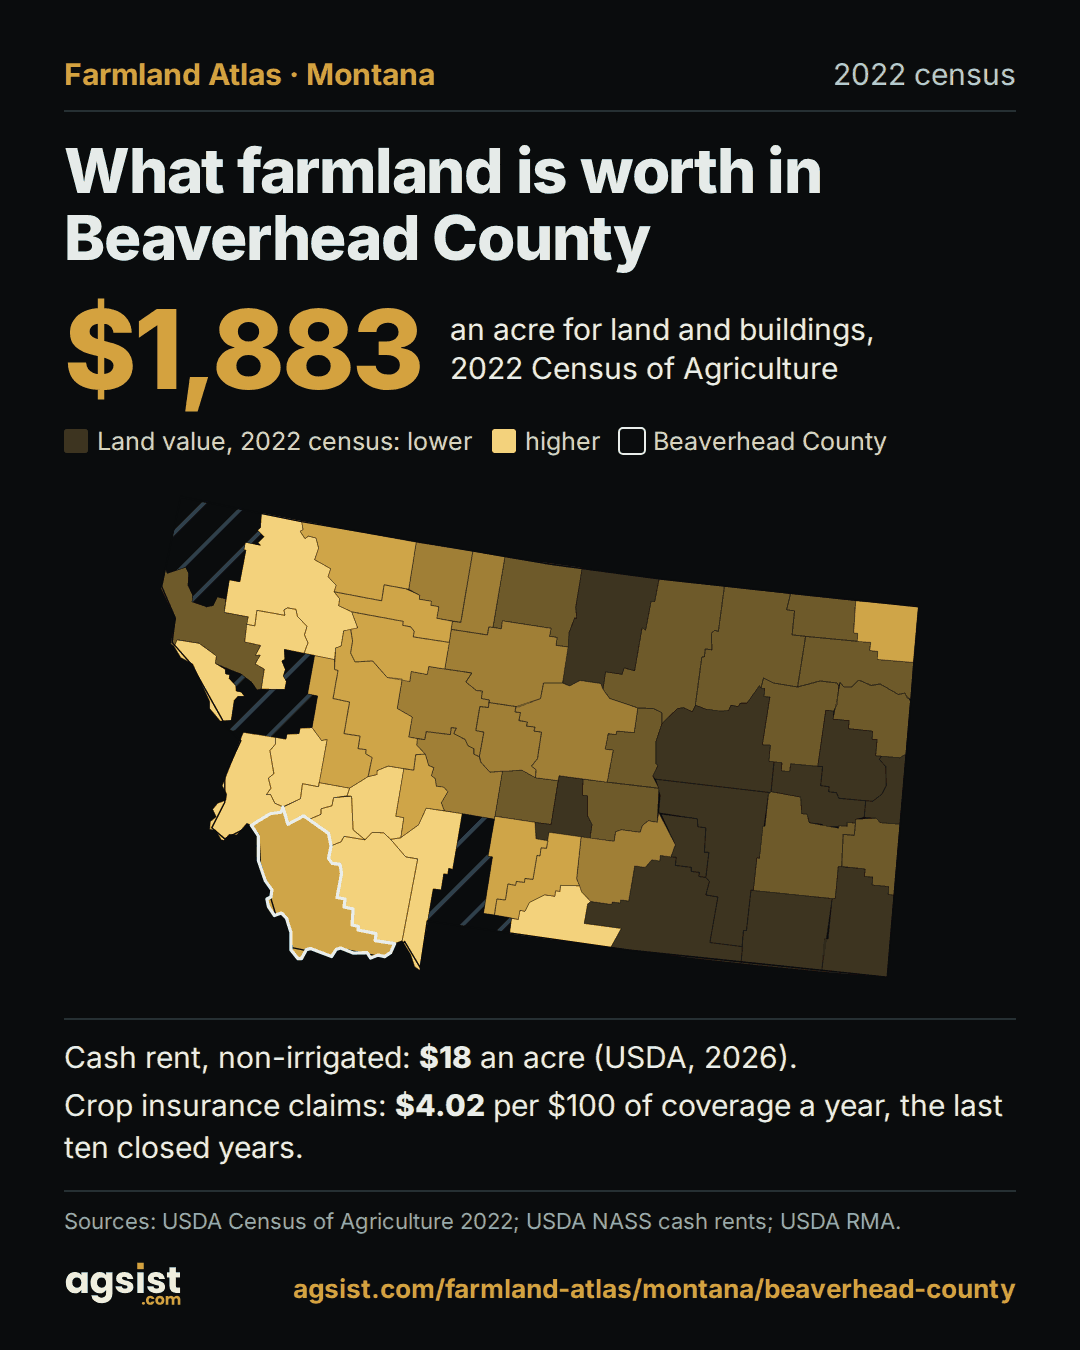 Farmland Atlas · Montana
2022 census
What farmland is worth in
Beaverhead County
$1,883
an acre for land and buildings,
2022 Census of Agriculture
Land value, 2022 census: lower
higher
Beaverhead County
Cash rent, non-irrigated: $18 an acre (USDA, 2026).
Crop insurance claims: $4.02 per $100 of coverage a year, the last
ten closed years.
Sources: USDA Census of Agriculture 2022; USDA NASS cash rents; USDA RMA.
agsist
.com
agsist.com/farmland-atlas/montana/beaverhead-county